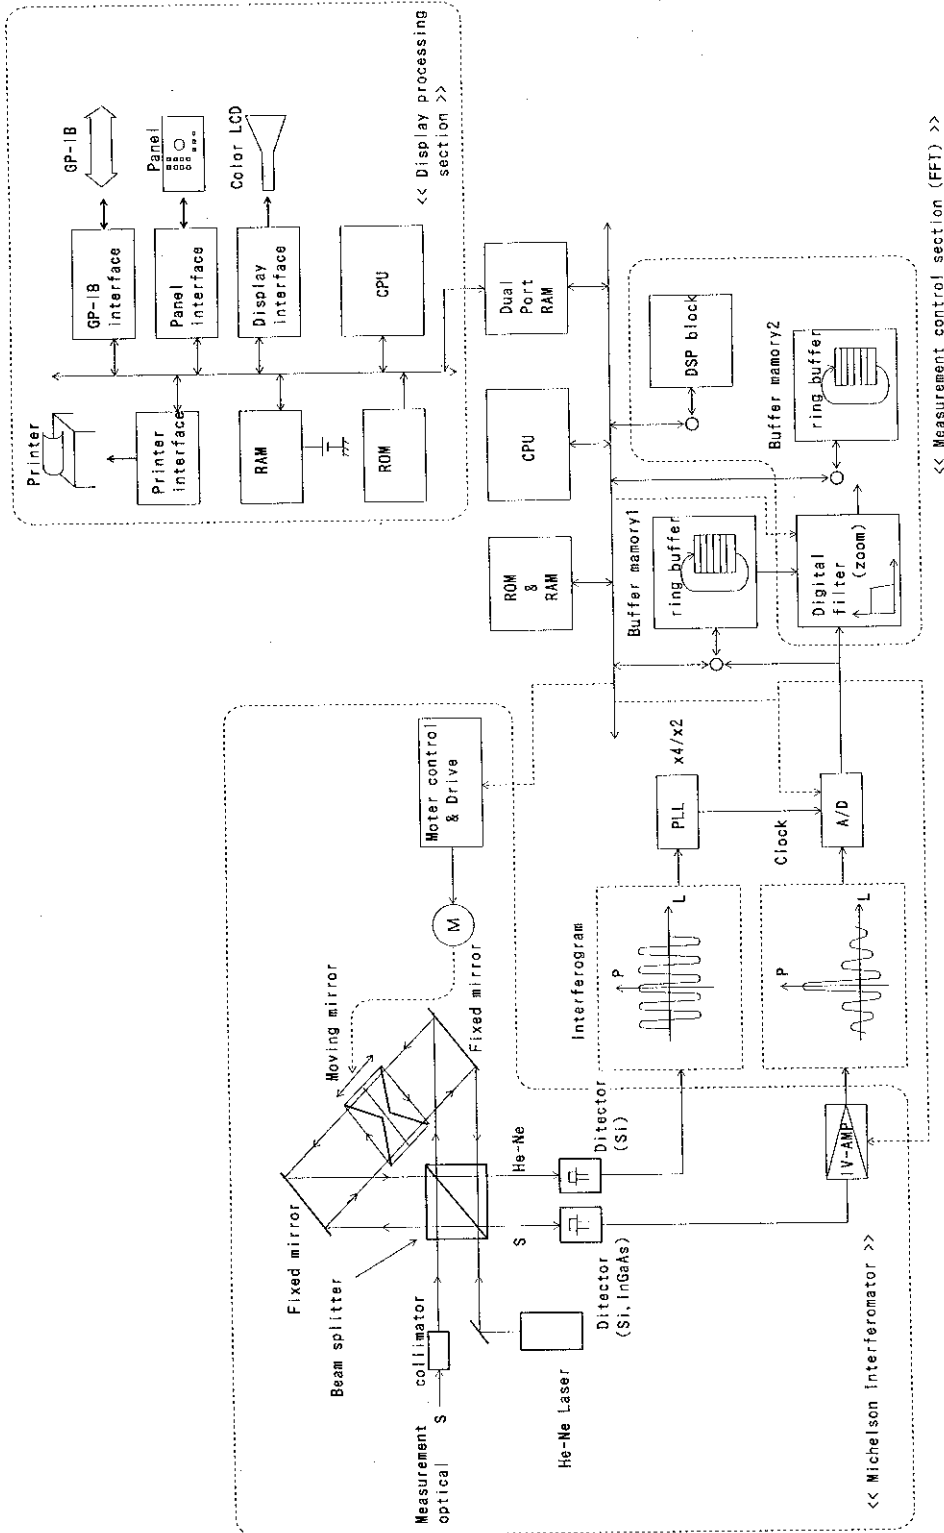 Printer
GP-IB
Panel
Color LCD
GP-IB
interface
Panel
interface
Display
interface
CPU
Printer
interface
RAM
ROM
<< Display processing
section >>
ROM
&
RAM
CPU
Dual
Port
RAM
DSP block
Buffer mamory1
ring buffer
Buffer mamory2
ring buffer
Digital
filter
(zoom)
<< Measurement control section (FFT) >>
Moter control
& Drive
M
Moving mirror
Fixed mirror
Fixed mirror
Beam splitter
collimator
Measurement
optical
S
He-Ne Laser
He-Ne
S
Ditector
(Si)
Ditector
(Si, InGaAs)
Interferogram
P
L
P
L
PLL
x4/x2
Clock
A/D
IV-AMP
<< Michelson Interferomator >>